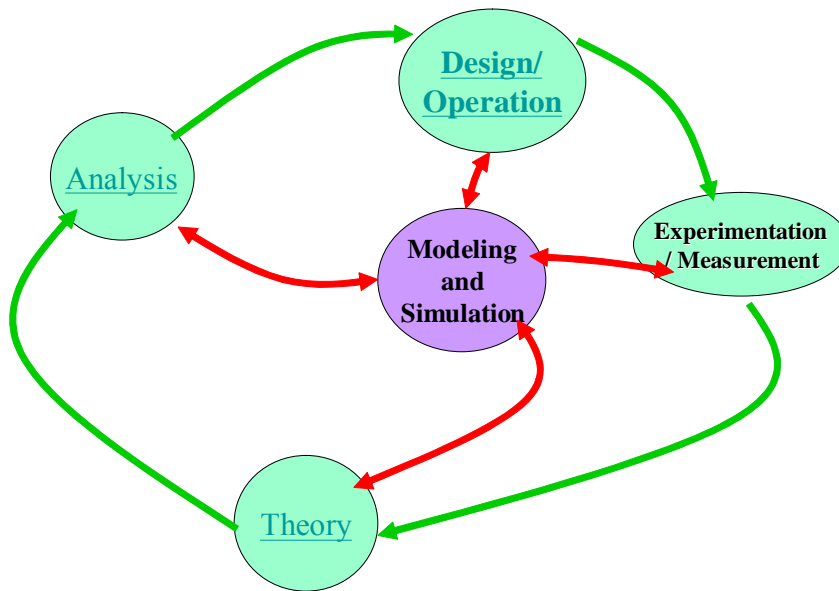 Design/
Operation
Analysis
Experimentation
/ Measurement
Modeling
and
Simulation
Theory